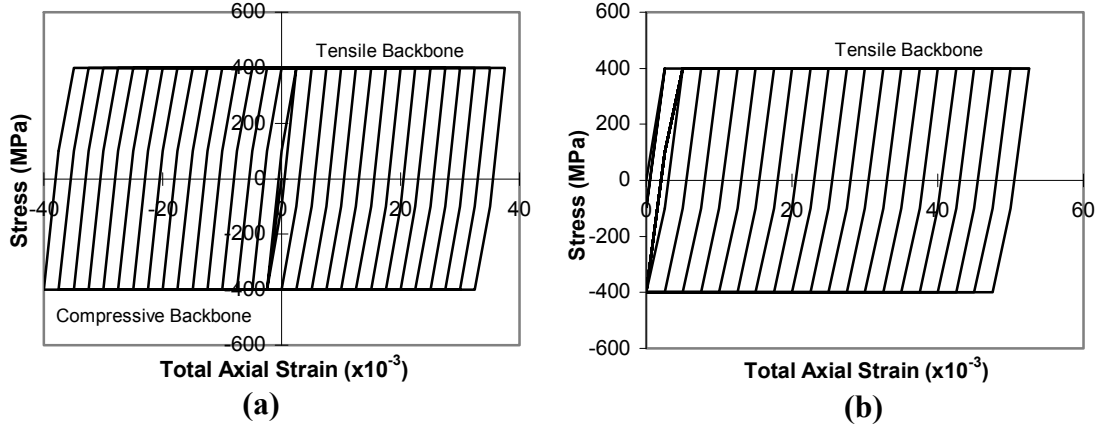 600
Tensile Backbone
400
200
0
-40
-20
0
20
40
-200
-400
Compressive Backbone
-600
Stress (MPa)
Total Axial Strain (x10-3)
(a)
600
Tensile Backbone
400
200
0
0
20
40
60
-200
-400
-600
Stress (MPa)
Total Axial Strain (x10-3)
(b)